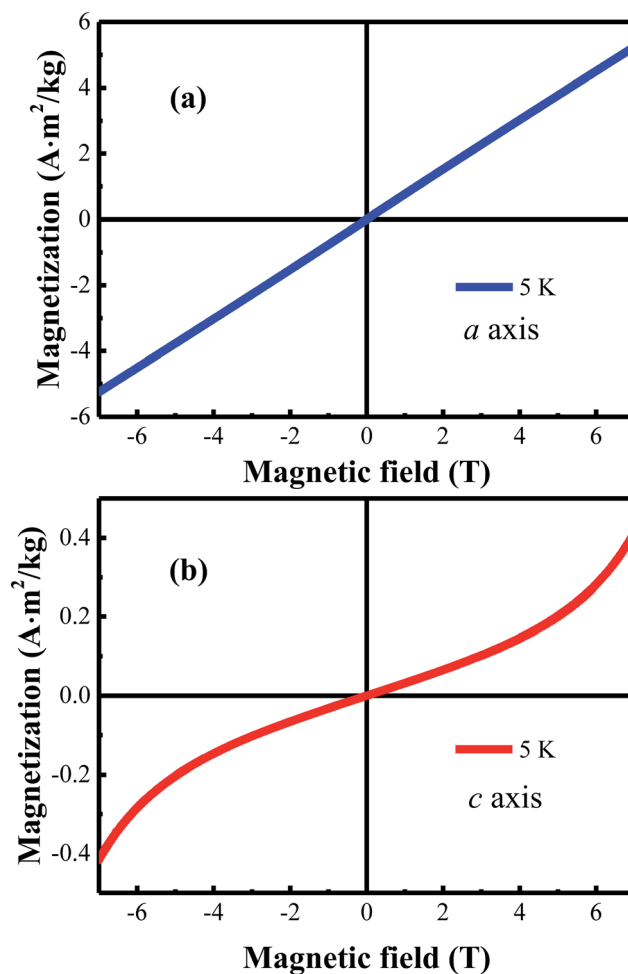 (a)
Magnetization (A·m²/kg)
6
4
2
0
-2
-4
-6
5 K
a axis
-6 -4 -2 0 2 4 6
Magnetic field (T)
(b)
Magnetization (A·m²/kg)
0.4
0.2
0.0
-0.2
-0.4
5 K
c axis
-6 -4 -2 0 2 4 6
Magnetic field (T)